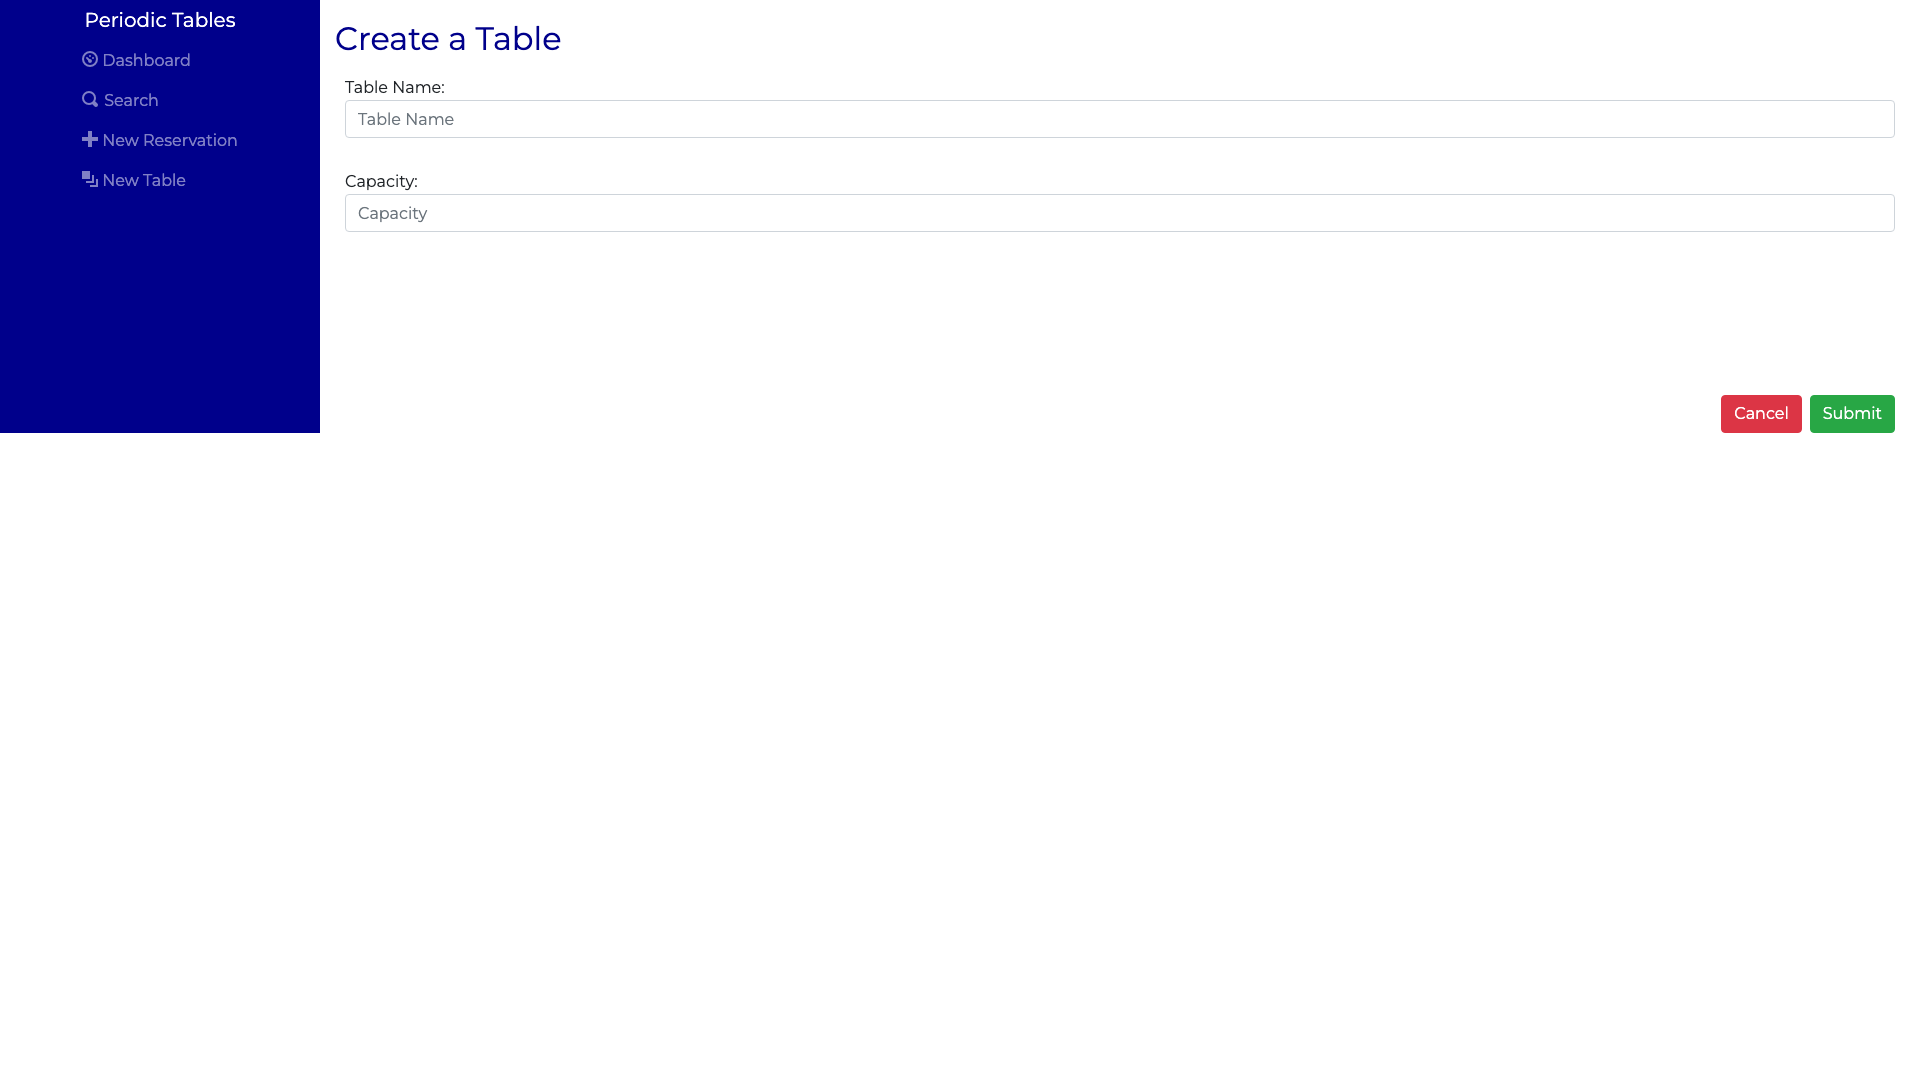 Periodic Tables
Dashboard
Search
New Reservation
New Table
Create a Table
Table Name:
Table Name
Capacity:
Capacity
Cancel Submit